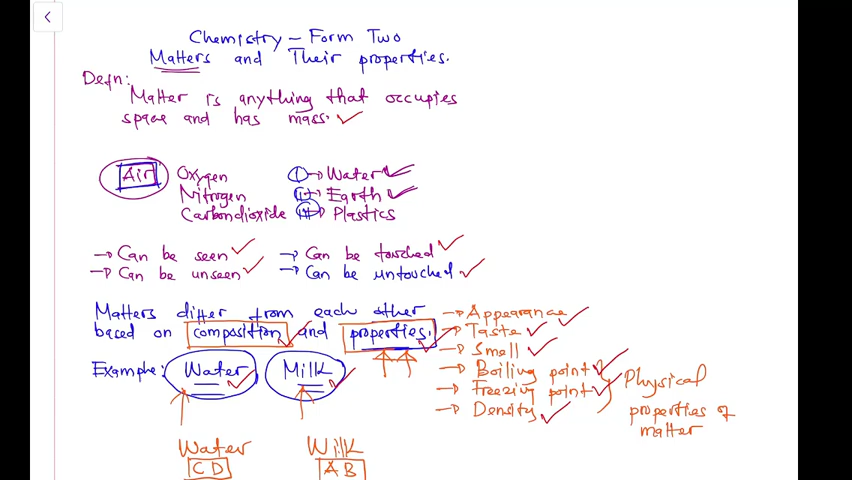 Chemistry – Form Two
Matters and Their properties.
Defn:
Matter is anything that occupies
space and has mass.
Air Oxygen (i) → Water
Nitrogen (ii) → Earth
Carbondioxide (iii) → Plastics
→ Can be seen → Can be touched
→ Can be unseen → Can be untouched
Matters differ from each other
based on composition and properties.
Example: Water Milk
→ Appearance
→ Taste
→ Smell
→ Boiling point
→ Freezing point
→ Density
Physical
properties of
matter
Water Milk
CD AB